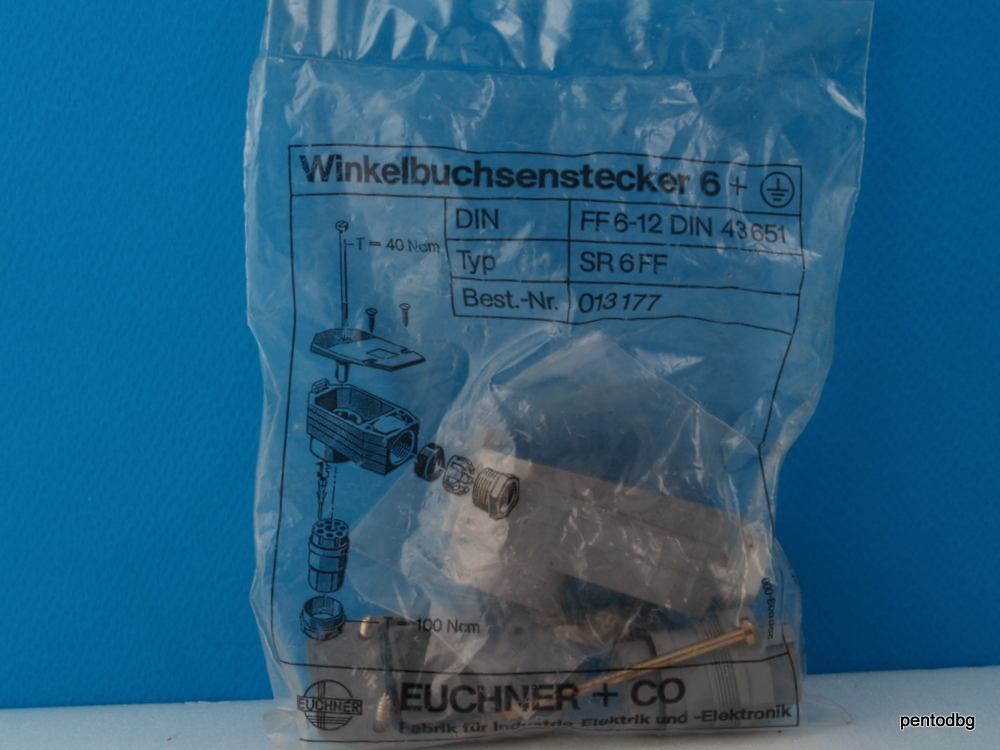 Winkelbuchsenstecker 6 + ⏚
DIN FF 6-12 DIN 43651
T = 40 Ncm
Typ SR 6 FF
Best.-Nr. 013177
T = 100 Ncm
EUCHNER
EUCHNER + CO
Fabrik für Industrie-Elektrik und -Elektronik
pentodbg